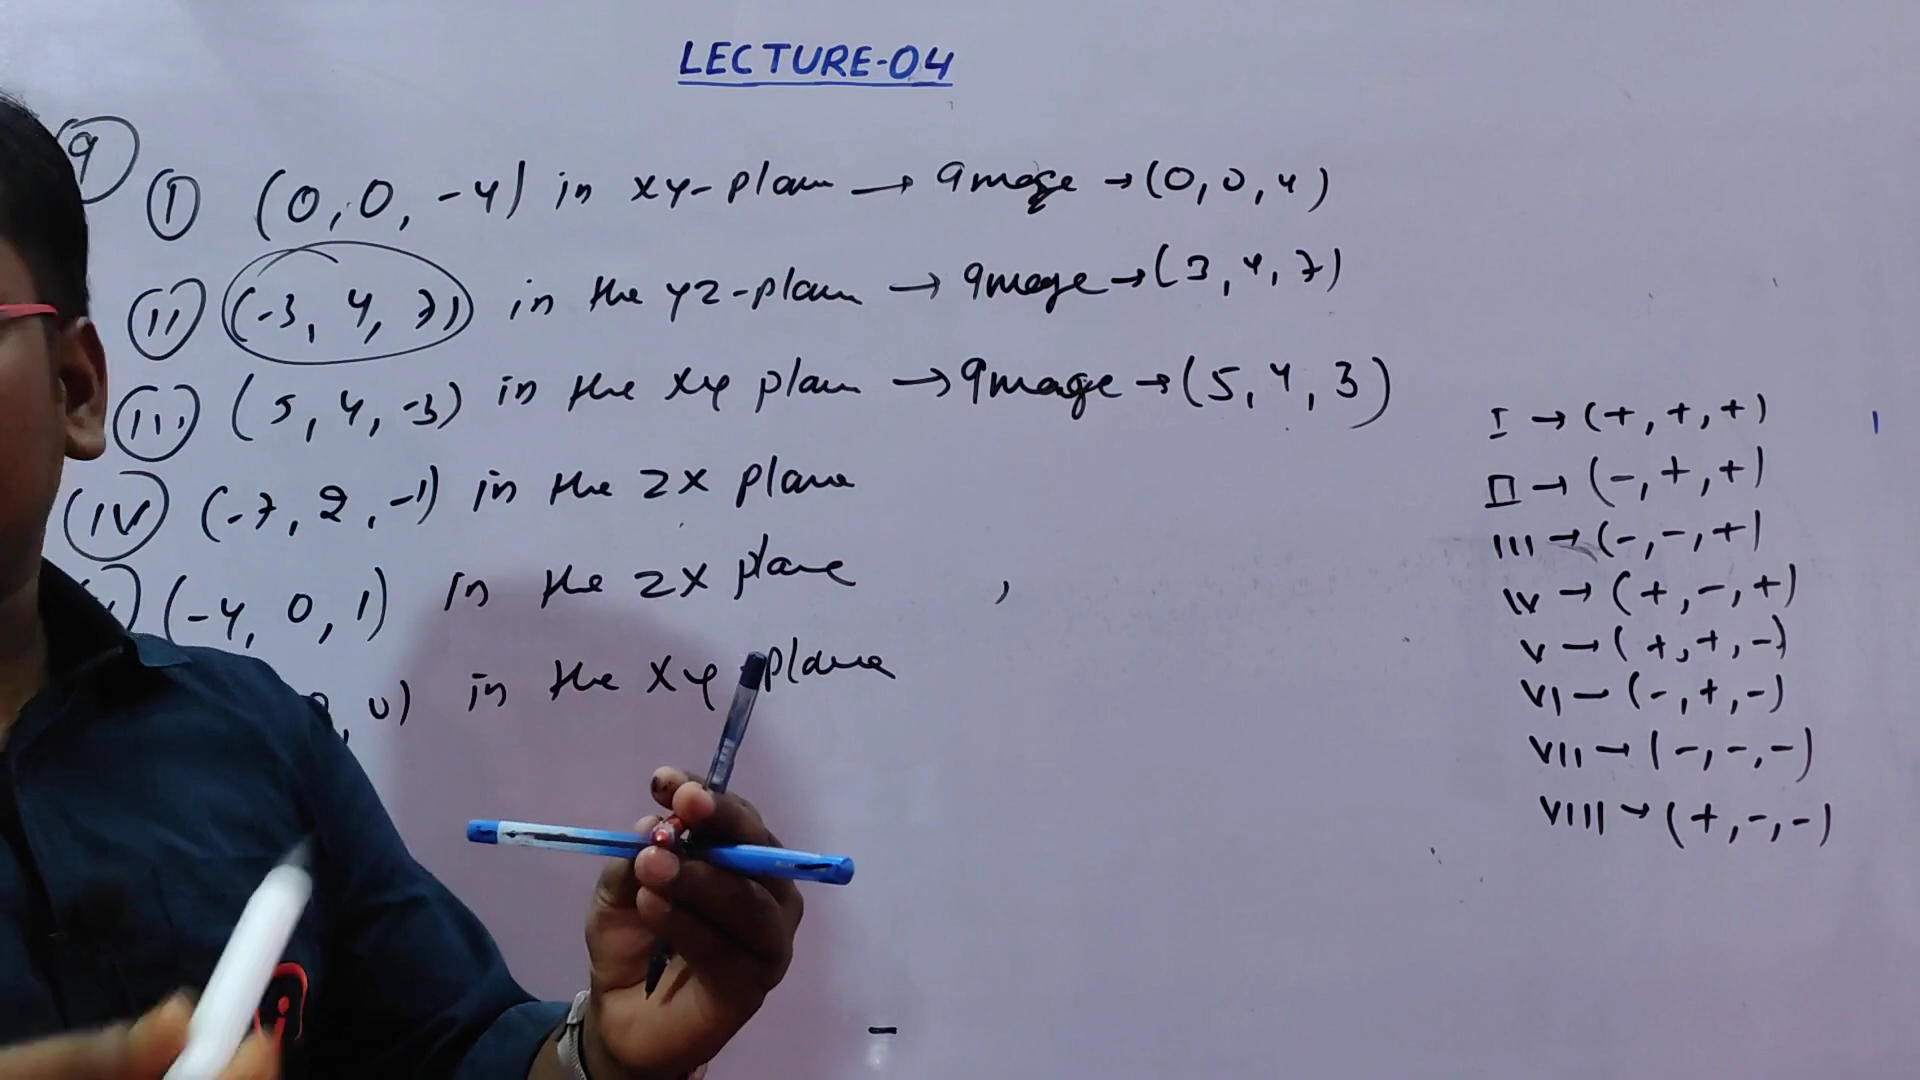 LECTURE-04
9
(I) (0, 0, -4) in xy-plane → Image → (0, 0, 4)
(II) (-3, 4, 7) in the yz-plane → Image → (3, 4, 7)
(III) (5, 4, -3) in the xy plane → Image → (5, 4, 3)
(IV) (-7, 2, -1) in the zx plane
(-4, 0, 1) in the zx plane
, 0) in the xy plane
I → (+, +, +)
II → (-, +, +)
III → (-, -, +)
IV → (+, -, +)
V → (+, +, -)
VI — (-, +, -)
VII → (-, -, -)
VIII → (+, -, -)